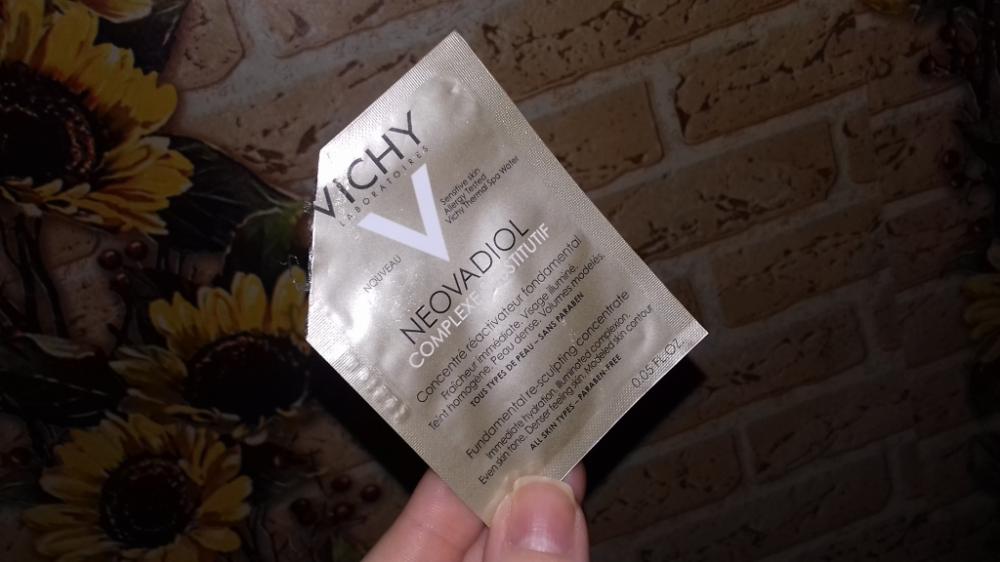 VICHY
LABORATOIRES
Sensitive skin
Allergy Tested
Vichy Thermal Spa Water
NOUVEAU
NEOVADIOL
COMPLEXE
Concentré réactivateur fondamental
Fraîcheur immédiate. Visage illuminé.
Teint homogène. Peau dense. Volumes modelés.
TOUS TYPES DE PEAU – SANS PARABEN
Fundamental re-sculpting concentrate
Immediate hydration. Illuminated complexion.
Even skin tone. Denser feeling skin. Modeled skin contour
ALL SKIN TYPES – PARABEN-FREE
0.05 FL.OZ.